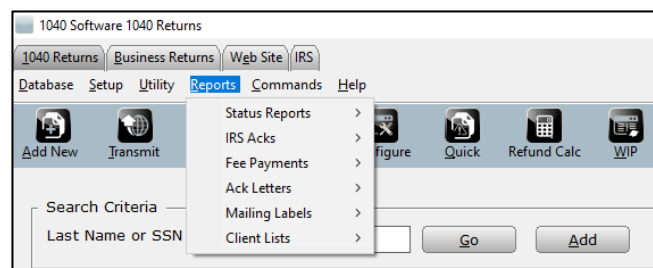 1040 Software 1040 Returns
1040 Returns Business Returns Web Site IRS
Database Setup Utility Reports Commands Help
Status Reports
IRS Acks
Fee Payments
Ack Letters
Mailing Labels
Client Lists
Add New Transmit Quick Refund Calc WIP
Search Criteria
Last Name or SSN Go Add